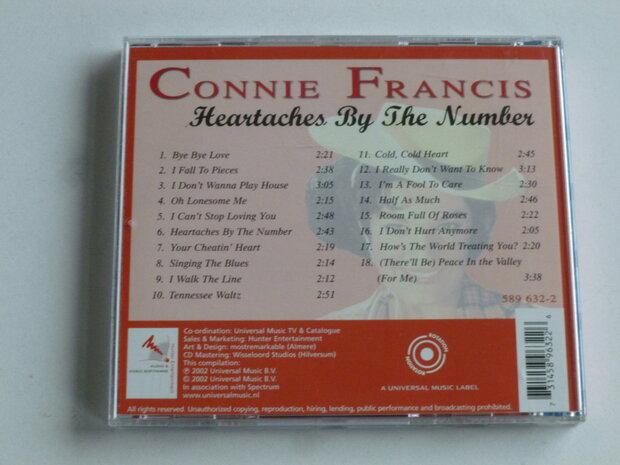 CONNIE FRANCIS
Heartaches By The Number
1. Bye Bye Love 2:21
2. I Fall To Pieces 2:38
3. I Don't Wanna Play House 3:05
4. Oh Lonesome Me 2:15
5. I Can't Stop Loving You 2:48
6. Heartaches By The Number 2:43
7. Your Cheatin' Heart 2:19
8. Singing The Blues 2:14
9. I Walk The Line 2:12
10. Tennessee Waltz 2:51
11. Cold, Cold Heart 2:45
12. I Really Don't Want To Know 3:13
13. I'm A Fool To Care 2:30
14. Half As Much 2:46
15. Room Full Of Roses 2:22
16. I Don't Hurt Anymore 2:05
17. How's The World Treating You? 2:20
18. (There'll Be) Peace In the Valley
(For Me) 3:38
589 632-2
Co-ordination: Universal Music TV & Catalogue
Sales & Marketing: Hunter Entertainment
Art & Design: mostremarkable (Almere)
CD Mastering: Wisseloord Studios (Hilversum)
This compilation:
℗ 2002 Universal Music B.V.
© 2002 Universal Music B.V.
In association with Spectrum
www.universalmusic.nl
ROTATION
ROTATION
A UNIVERSAL MUSIC LABEL
7 31458 96322 6
All rights reserved. Unauthorized copying, reproduction, hiring, lending, public performance and broadcasting prohibited.